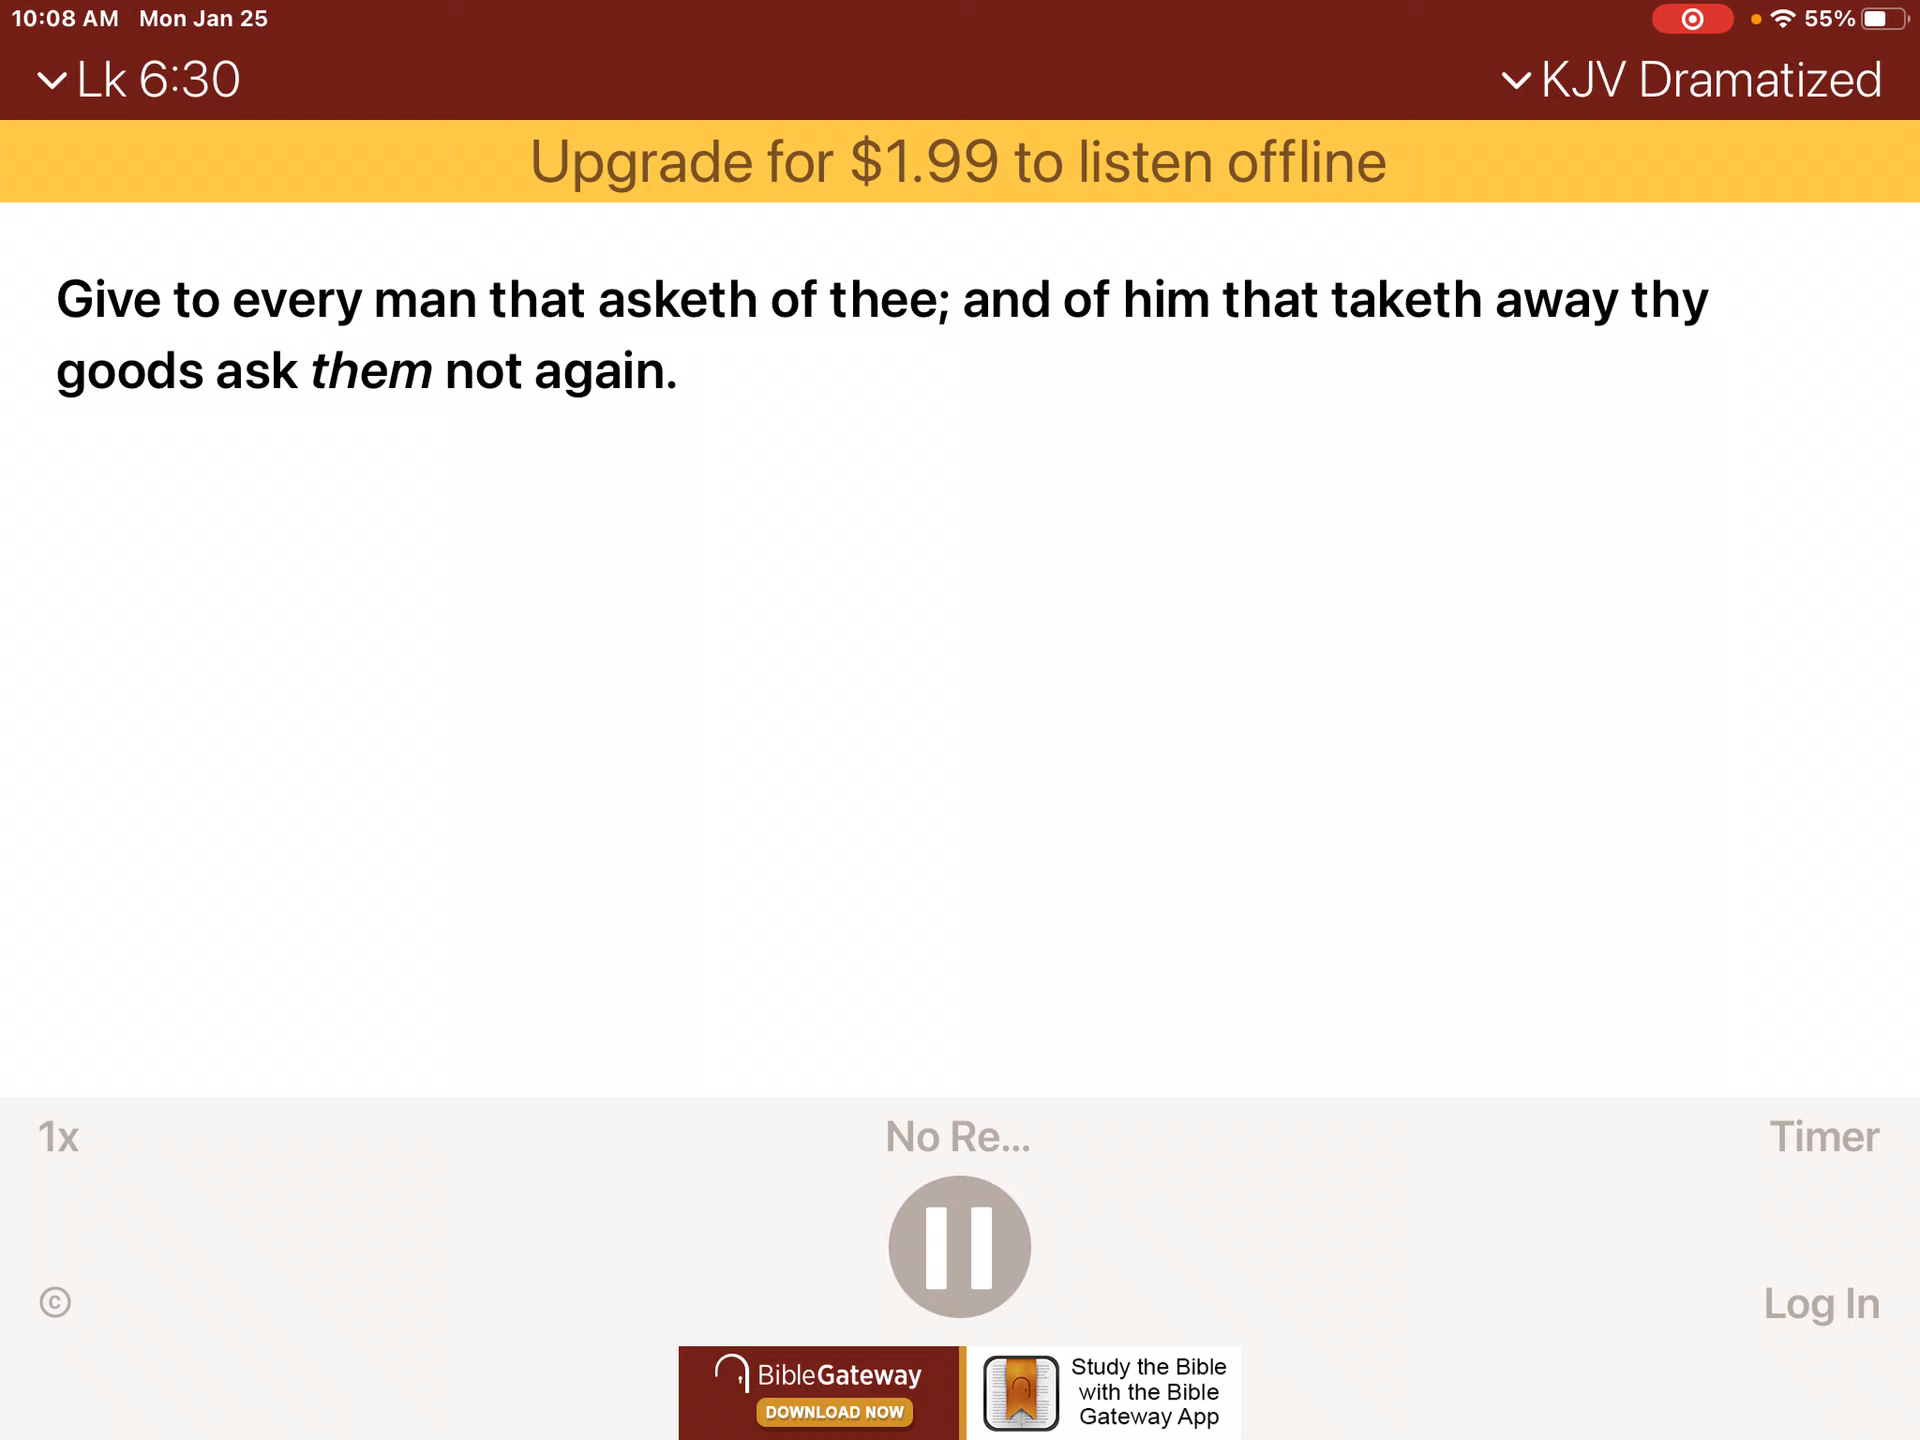 10:08 AM Mon Jan 25
55%
Lk 6:30
KJV Dramatized
Upgrade for $1.99 to listen offline
Give to every man that asketh of thee; and of him that taketh away thy
goods ask them not again.
1x
No Re...
Timer
©
Log In
BibleGateway
DOWNLOAD NOW
Study the Bible
with the Bible
Gateway App